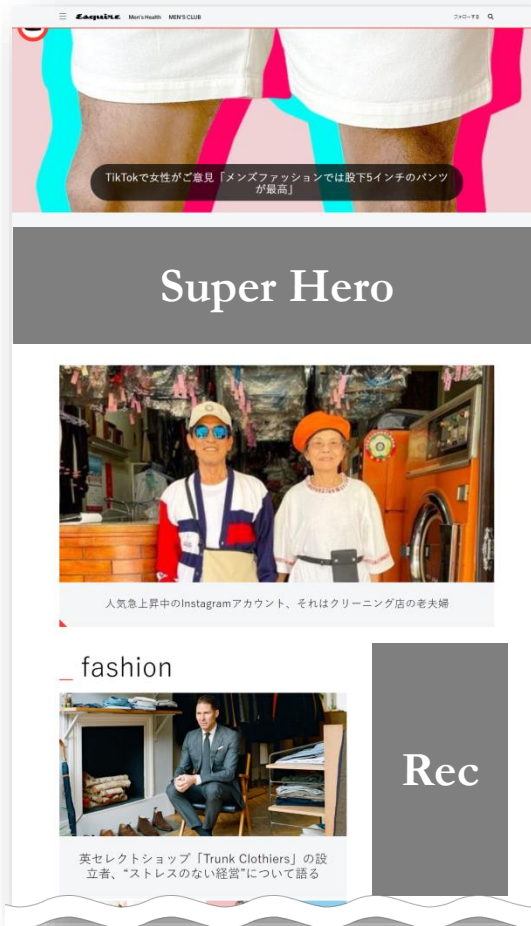 Esquire Men's Health MEN'S CLUB フォローする
TikTokで女性がご意見「メンズファッションでは股下5インチのパンツ
が最高」
Super Hero
人気急上昇中のInstagramアカウント、それはクリーニング店の老夫婦
_ fashion
Rec
英セレクトショップ「Trunk Clothiers」の設
立者、“ストレスのない経営”について語る